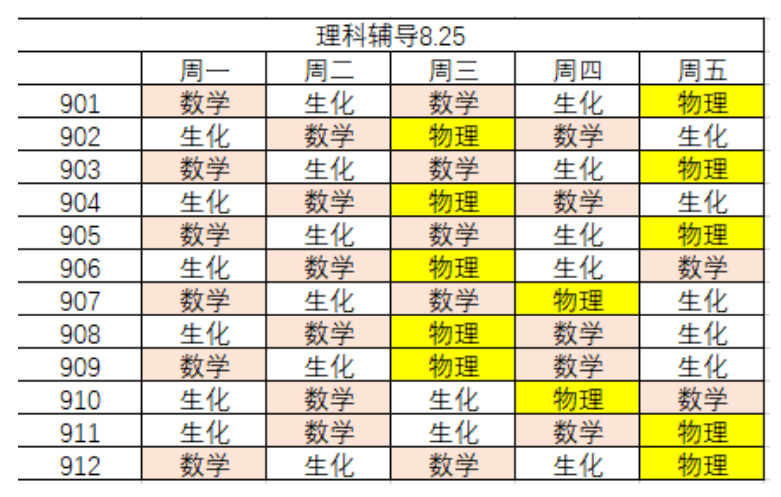 理科辅导8.25
周一 周二 周三 周四 周五
901 数学 生化 数学 生化 物理
902 生化 数学 物理 数学 生化
903 数学 生化 数学 生化 物理
904 生化 数学 物理 数学 生化
905 数学 生化 数学 生化 物理
906 生化 数学 物理 生化 数学
907 数学 生化 数学 物理 生化
908 生化 数学 物理 数学 生化
909 数学 生化 物理 数学 生化
910 生化 数学 生化 物理 数学
911 生化 数学 生化 数学 物理
912 数学 生化 数学 生化 物理